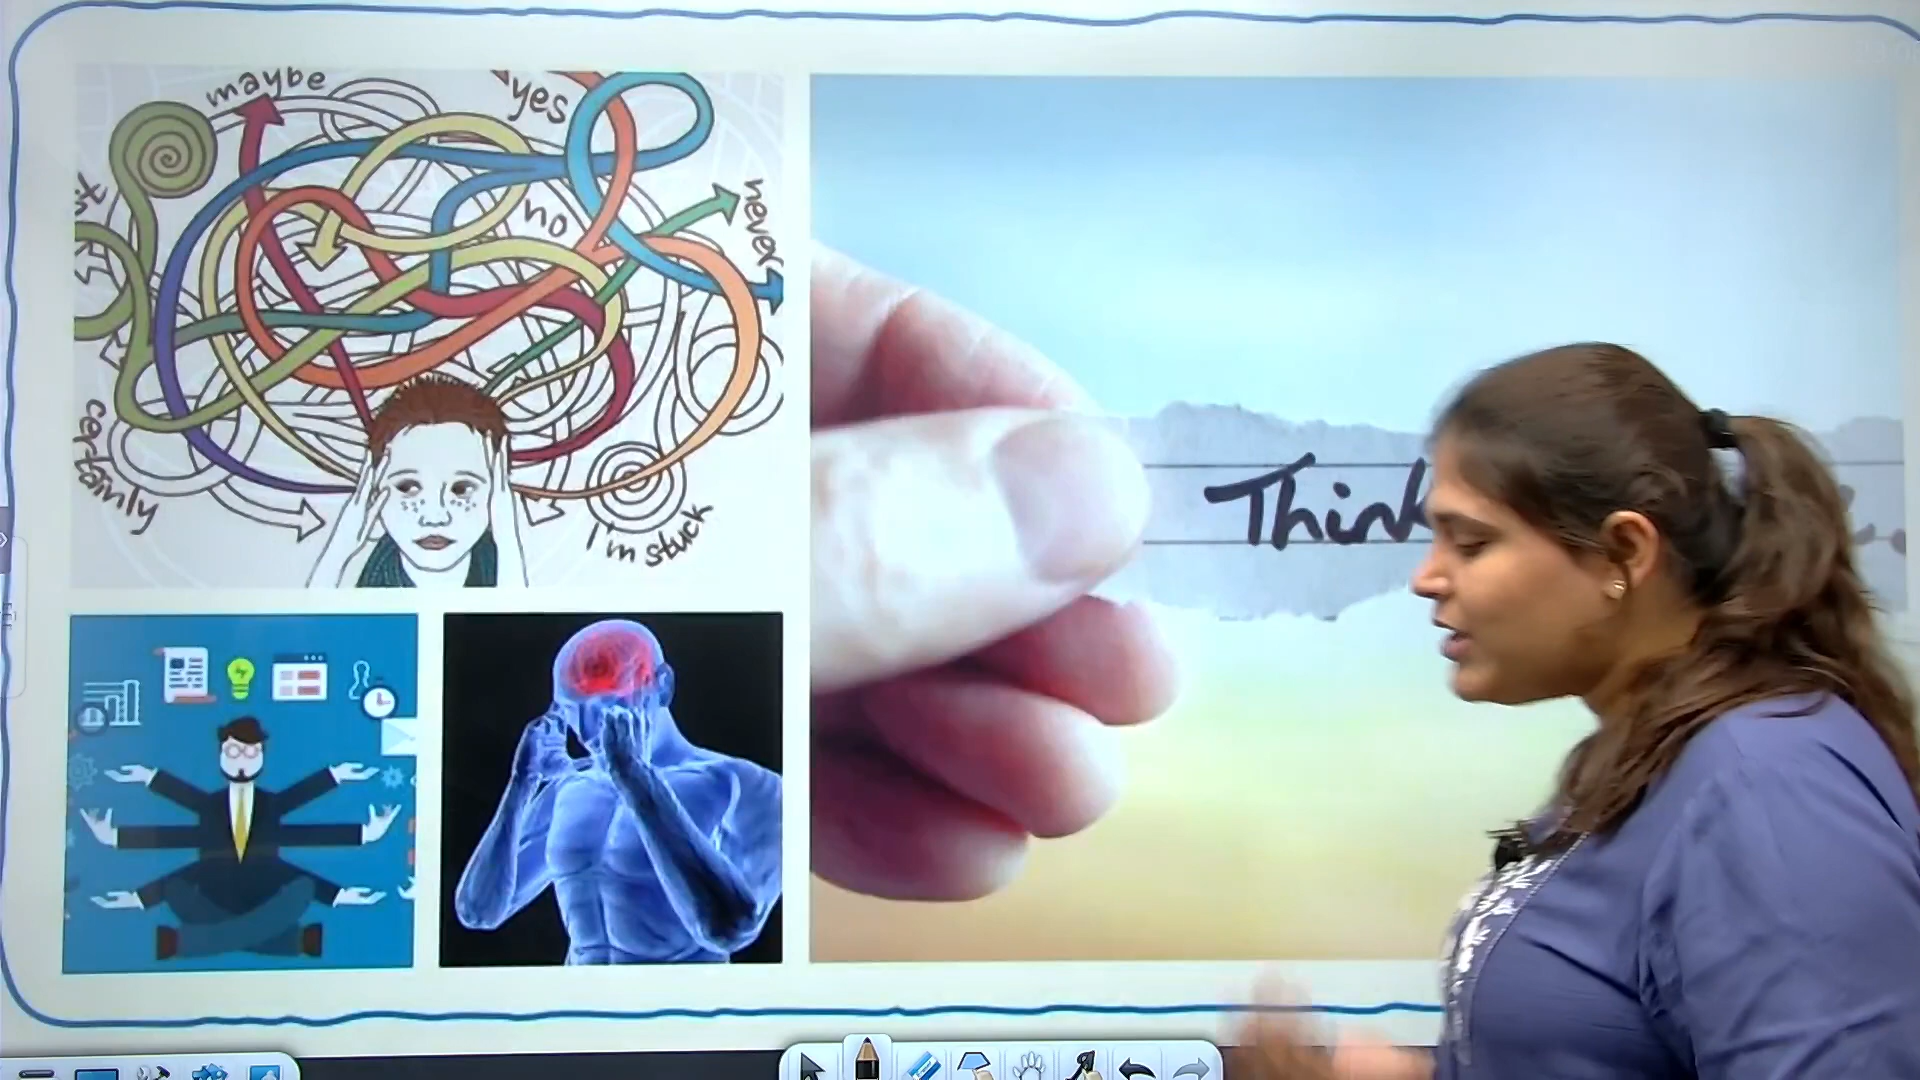 maybe
yes
no
never
certainly
I'm stuck
Think